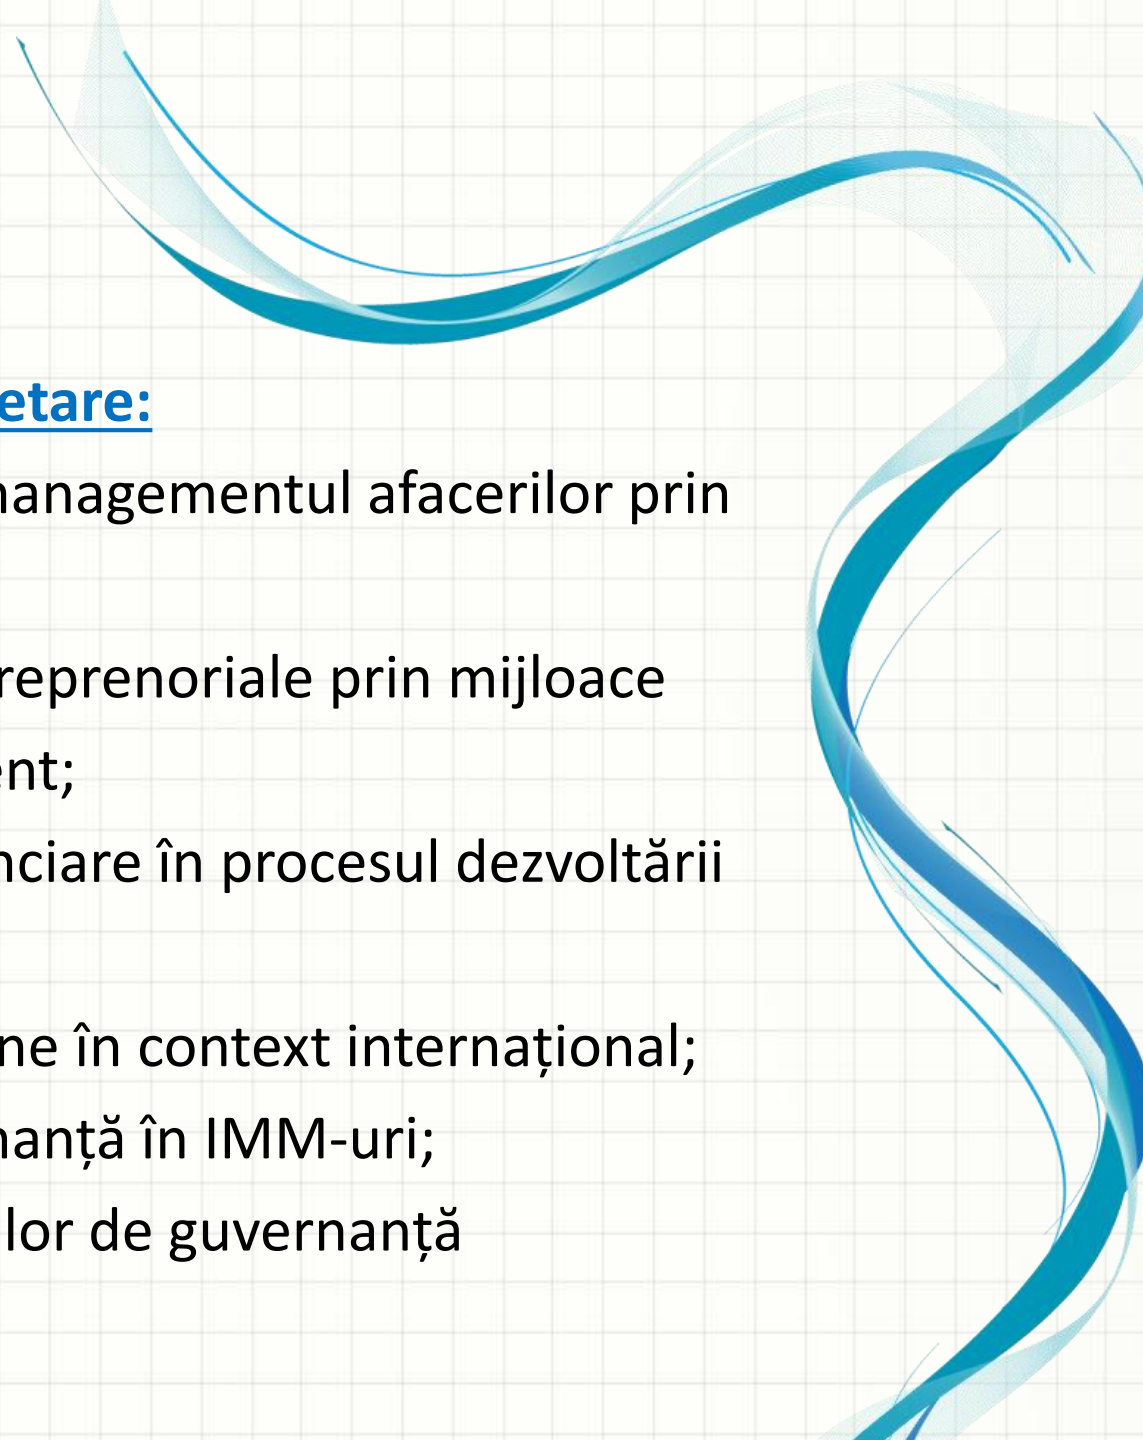 etare:
managementul afacerilor prin
reprenoriale prin mijloace
ent;
nciare în procesul dezvoltării
ne în context internațional;
nanță în IMM-uri;
lor de guvernanță